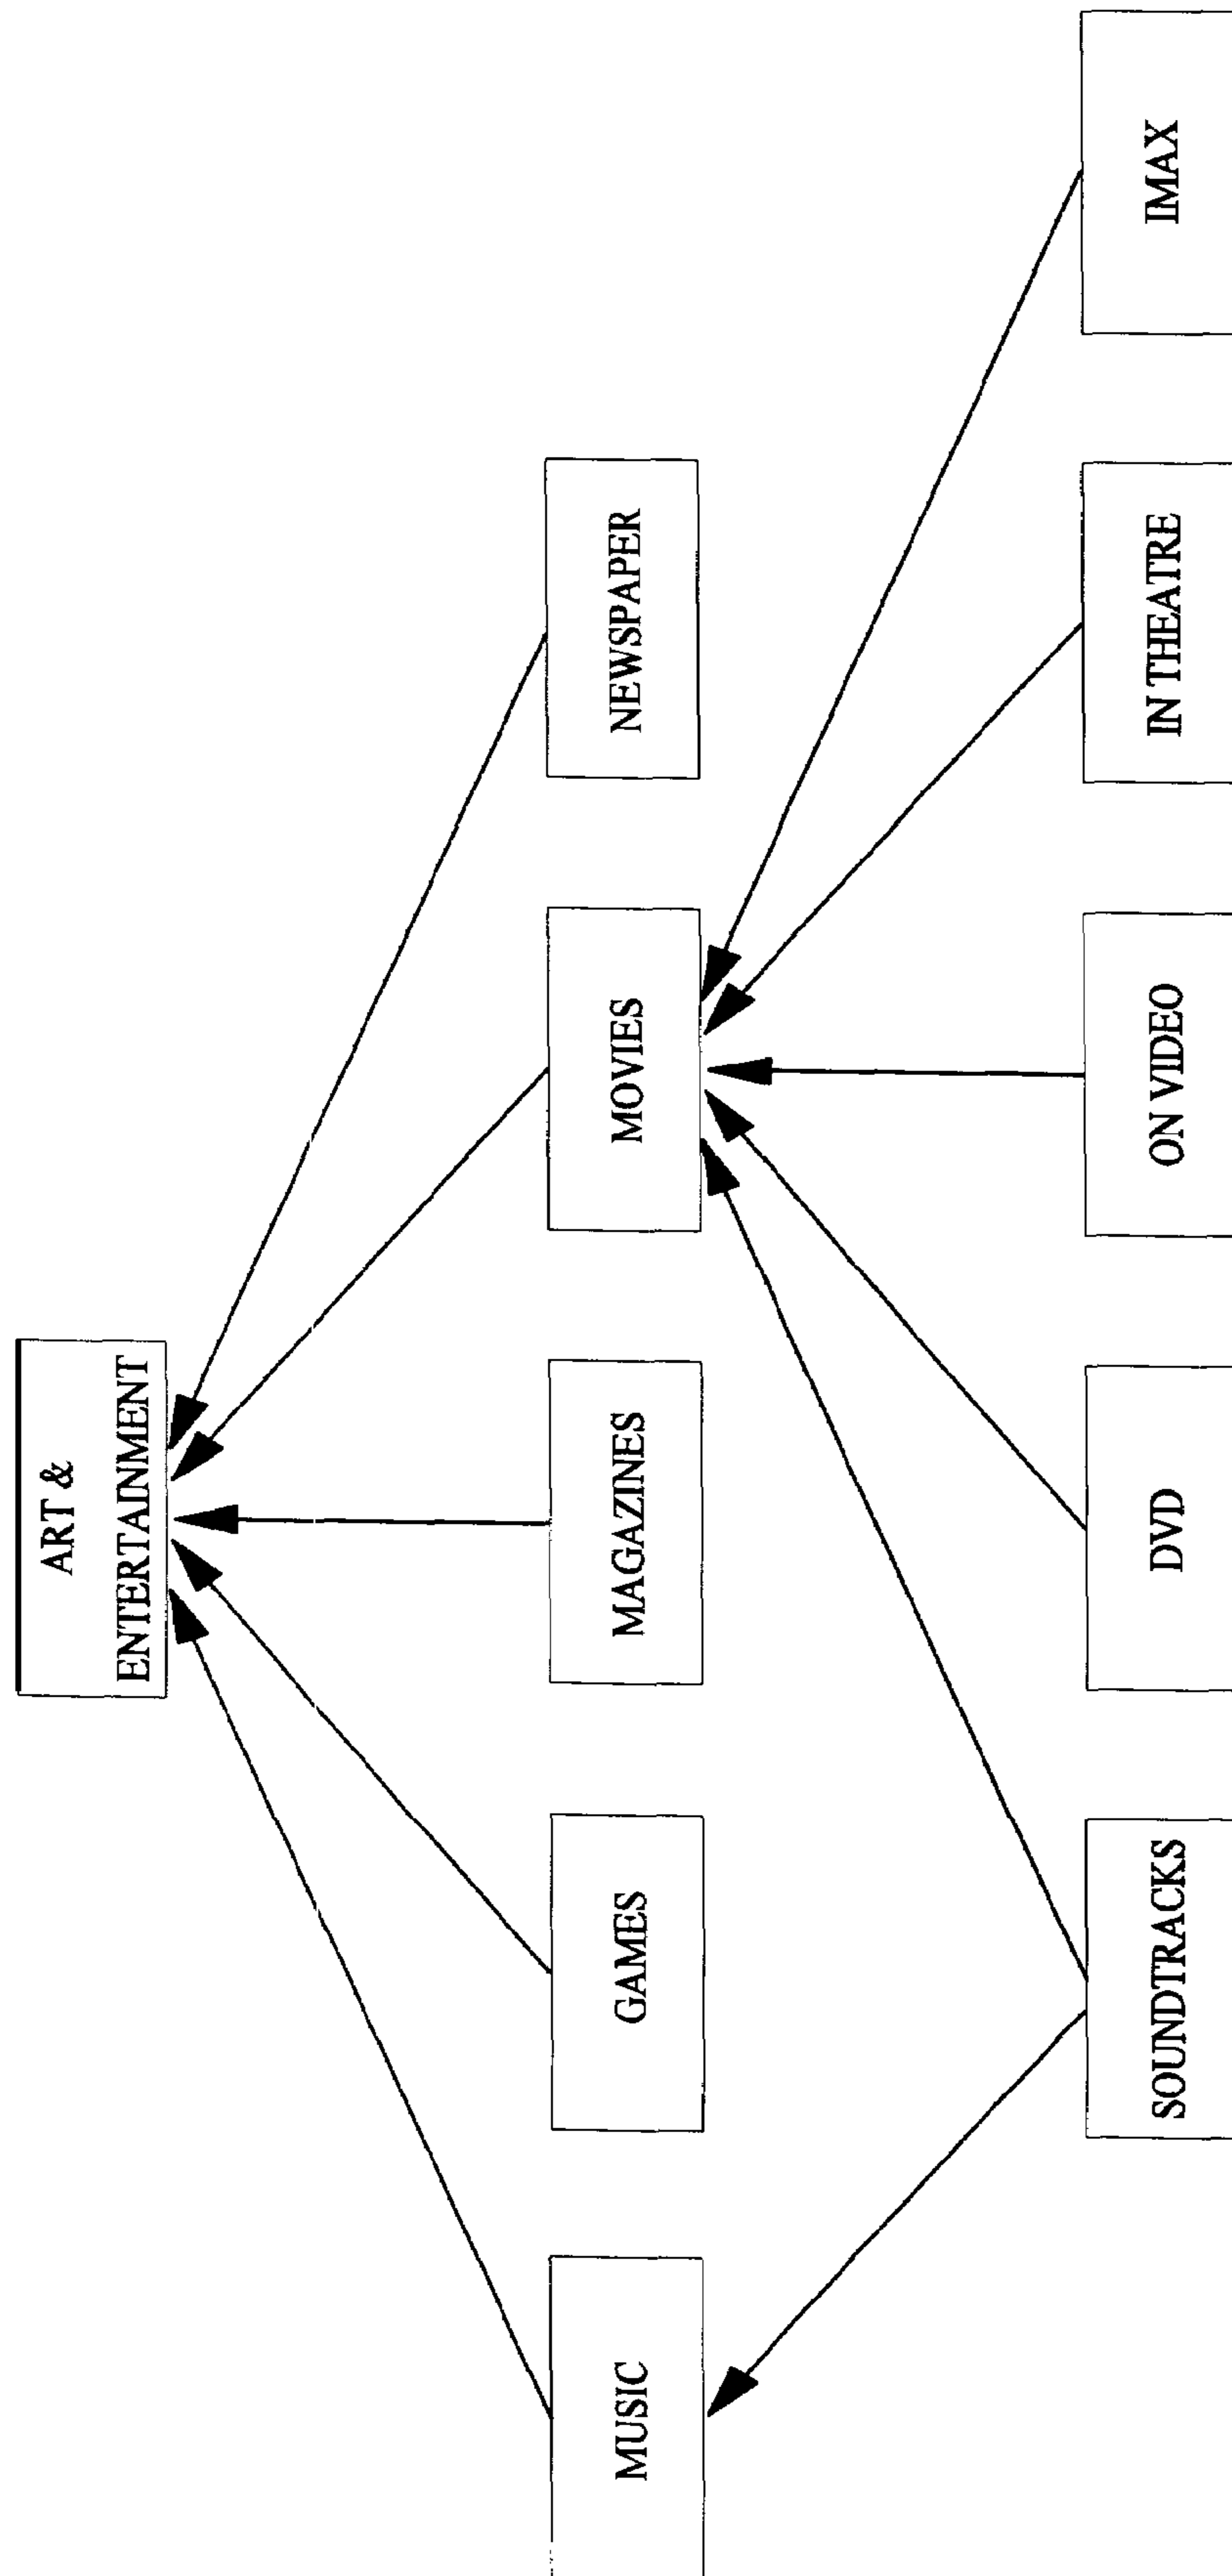 ART &
ENTERTAINMENT
MUSIC
GAMES
MAGAZINES
MOVIES
NEWSPAPER
SOUNDTRACKS
DVD
ON VIDEO
IN THEATRE
IMAX